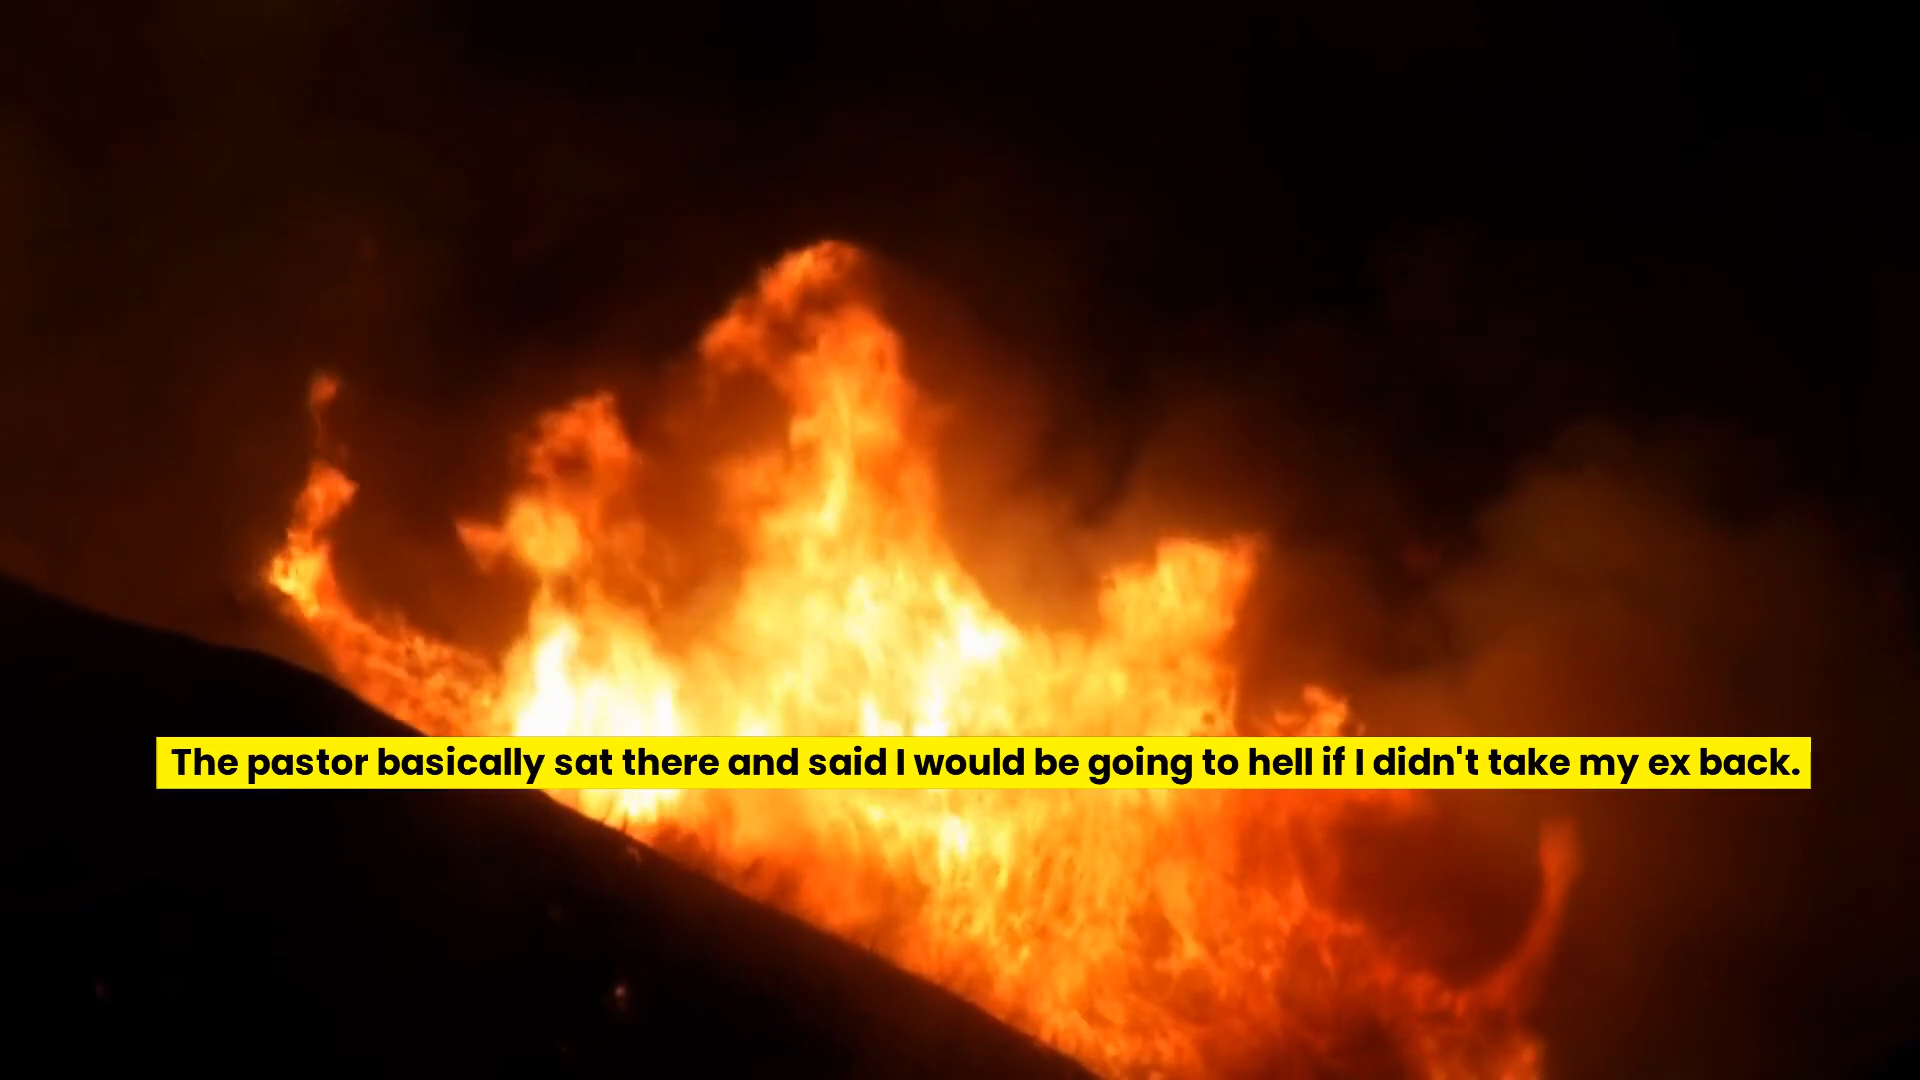 The pastor basically sat there and said I would be going to hell if I didn't take my ex back.